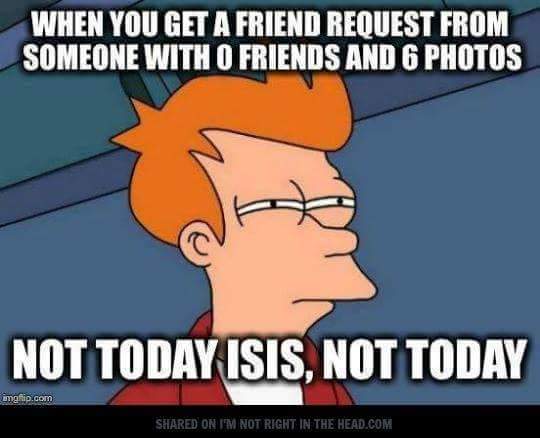 WHEN YOU GET A FRIEND REQUEST FROM
SOMEONE WITH 0 FRIENDS AND 6 PHOTOS
NOT TODAY ISIS, NOT TODAY
imgflip.com
SHARED ON I'M NOT RIGHT IN THE HEAD.COM